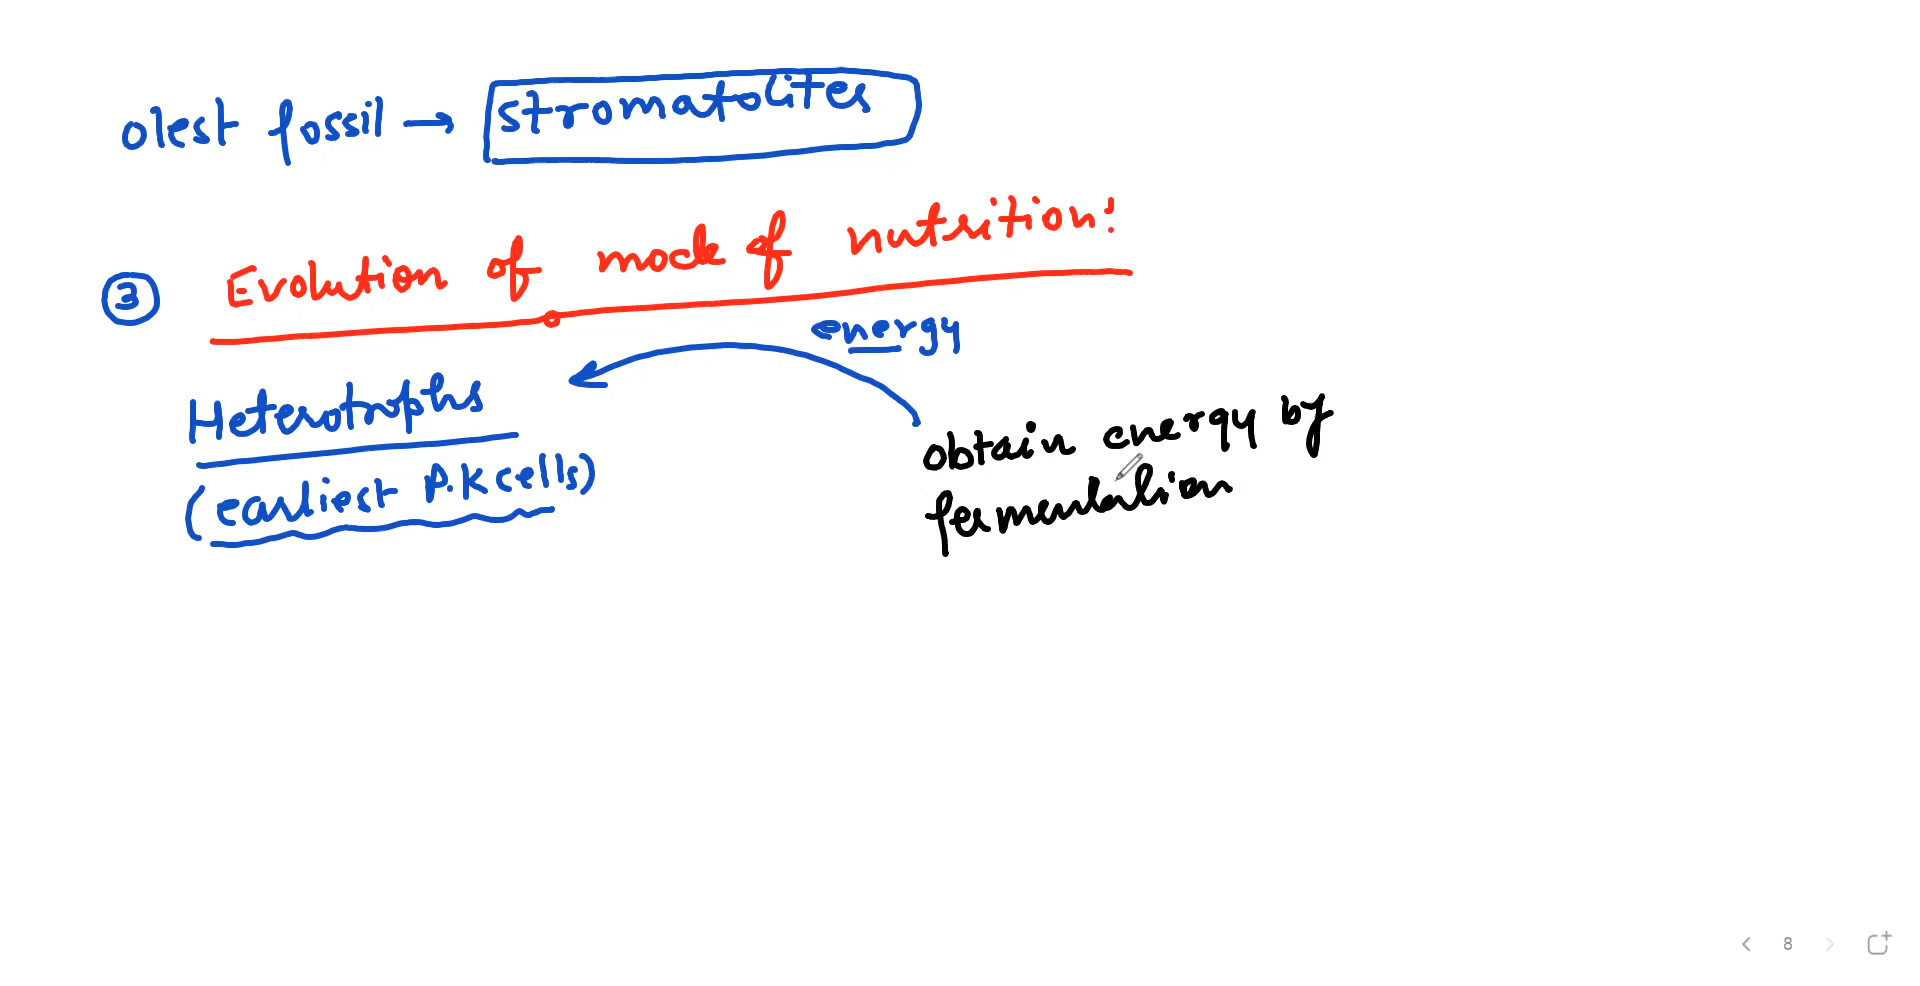 olest fossil → stromatolites
③ Evolution of mode of nutrition:
energy
Heterotrophs
(earliest P.K cells)
obtain energy by
fermentation
8